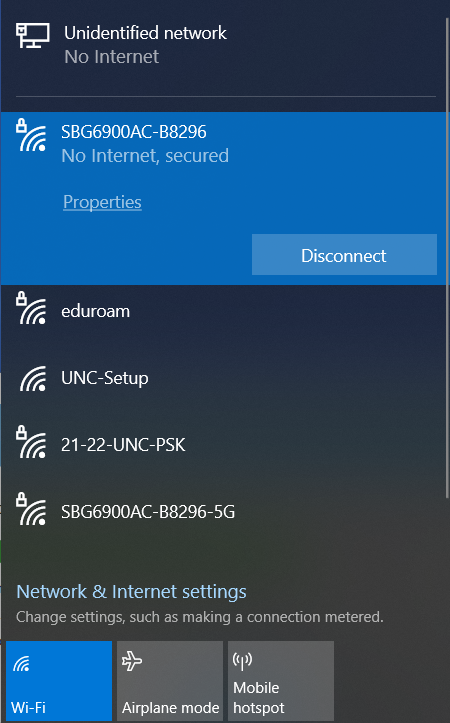 Unidentified network
No Internet
SBG6900AC-B8296
No Internet, secured
Properties
Disconnect
eduroam
UNC-Setup
21-22-UNC-PSK
SBG6900AC-B8296-5G
Network & Internet settings
Change settings, such as making a connection metered.
Wi-Fi
Airplane mode
Mobile
hotspot